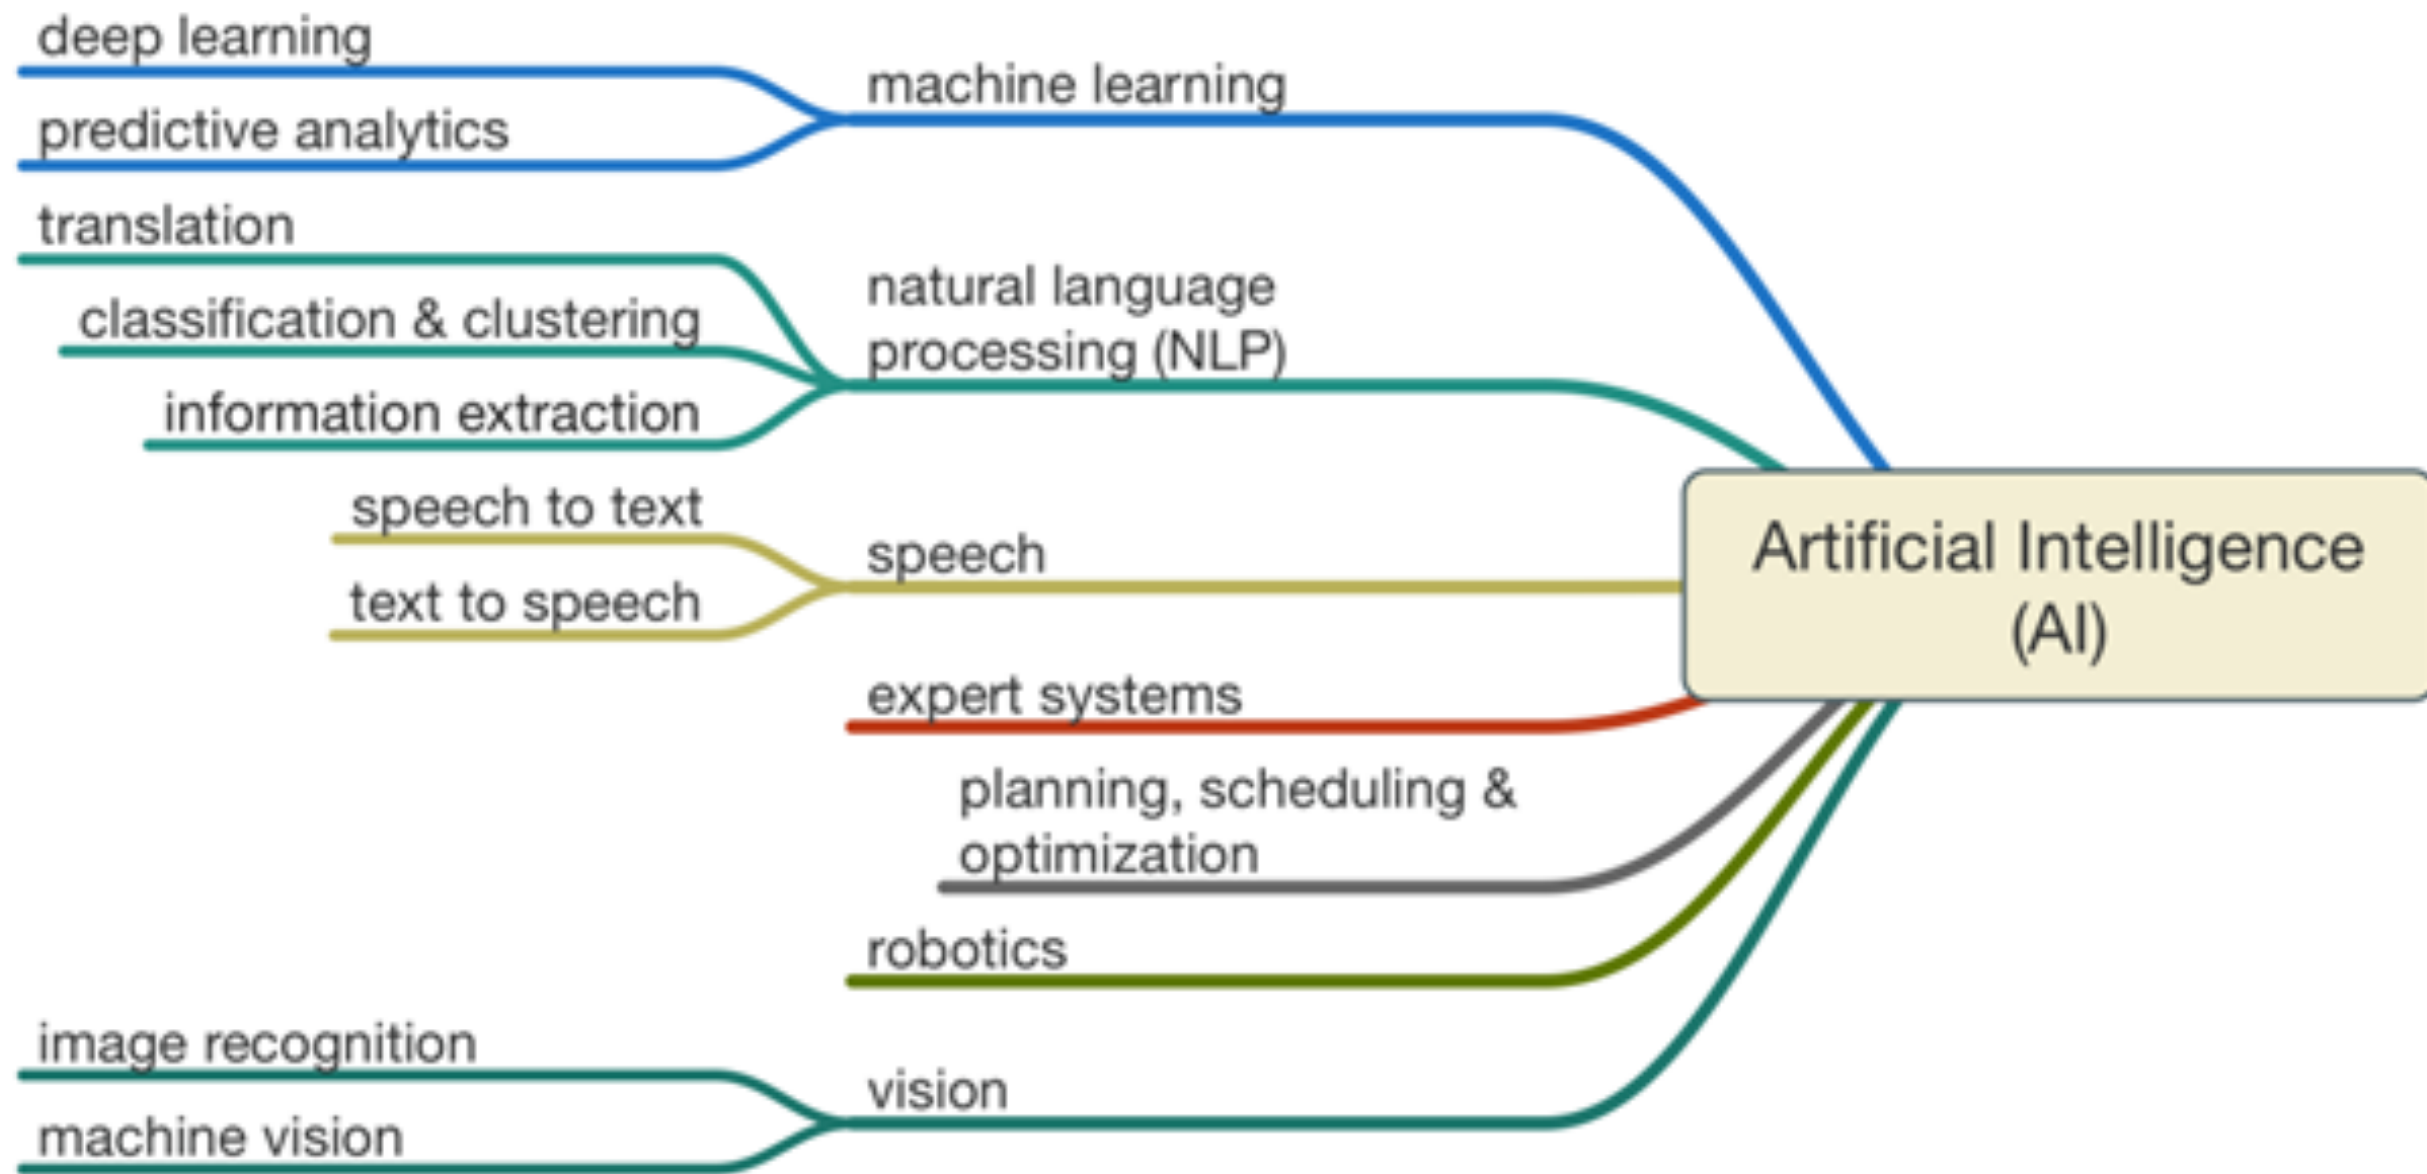 deep learning
predictive analytics
machine learning
translation
classification & clustering
information extraction
natural language
processing (NLP)
speech to text
text to speech
speech
expert systems
planning, scheduling &
optimization
robotics
image recognition
machine vision
vision
Artificial Intelligence
(AI)